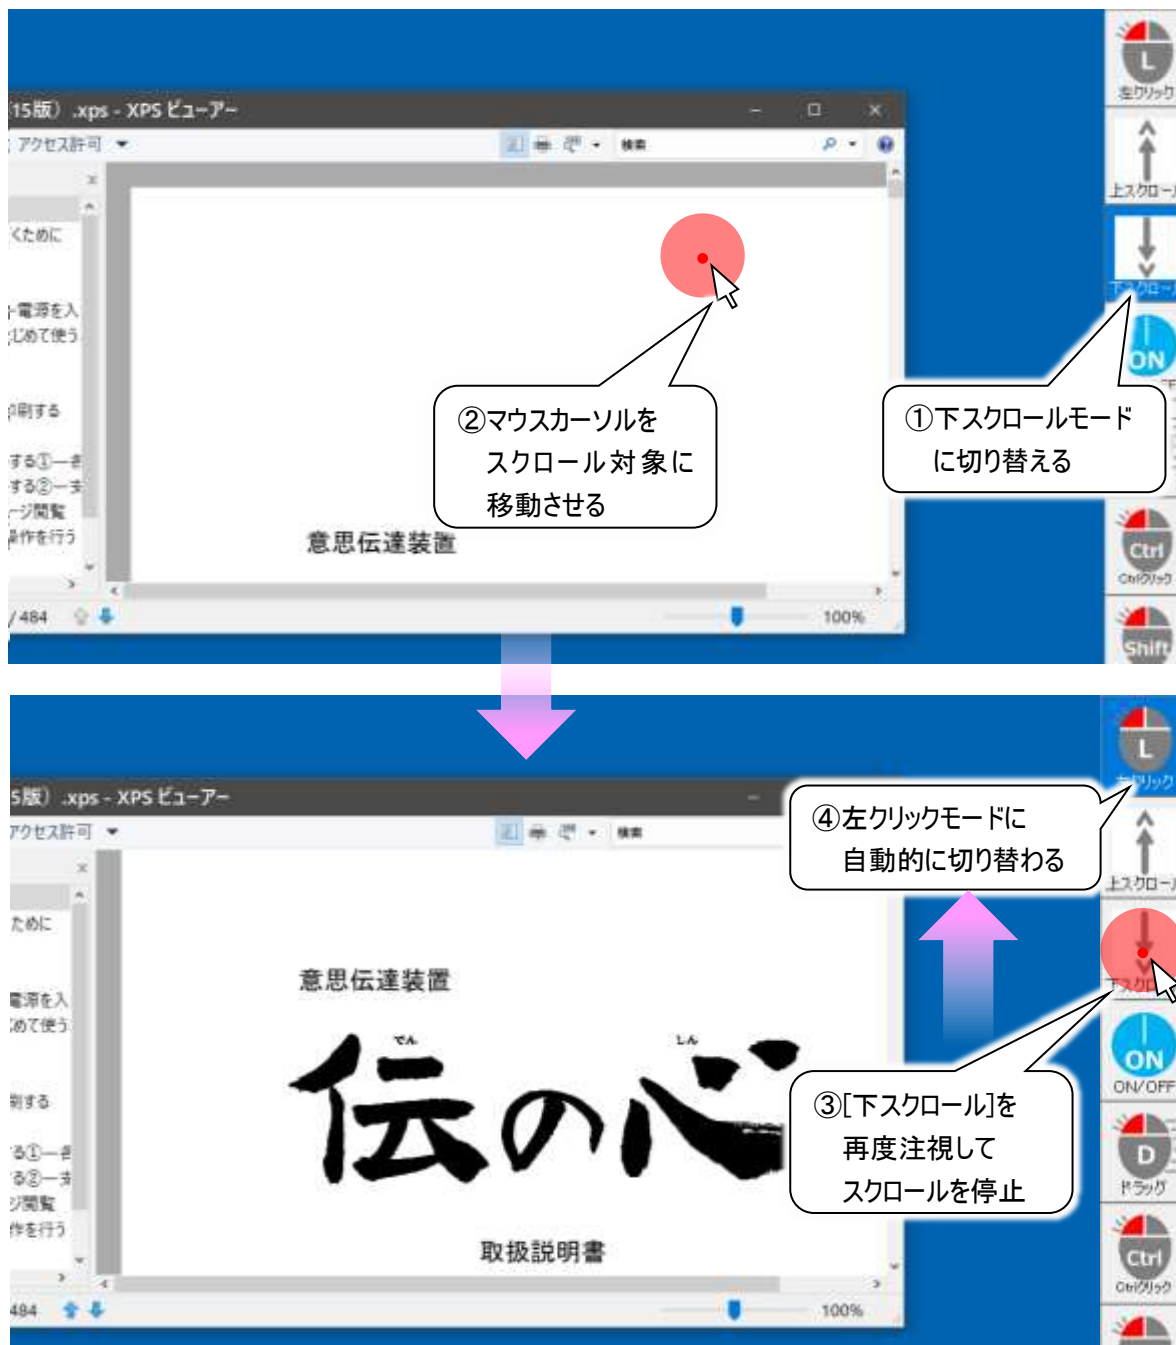 左クリック
15版）.xps - XPS ビューアー
アクセス許可
検索
上スクロール
くために
下スクロール
電源を入
じめて使う
ON
②マウスカーソルを
スクロール対象に
移動させる
①下スクロールモード
に切り替える
印刷する
する①―各
する②―支
ージ閲覧
操作を行う
意思伝達装置
Ctrl
Ctrlクリック
/ 484
100%
Shift
L
左クリック
5版）.xps - XPS ビューアー
アクセス許可
検索
④左クリックモードに
自動的に切り替わる
上スクロール
ために
意思伝達装置
下スクロ
電源を入
めて使う
でん
しん
伝の心
ON
ON/OFF
刷する
③[下スクロール]を
再度注視して
スクロールを停止
る①―各
る②―支
ジ閲覧
作を行う
D
ドラッグ
取扱説明書
Ctrl
Ctrlクリック
484
100%